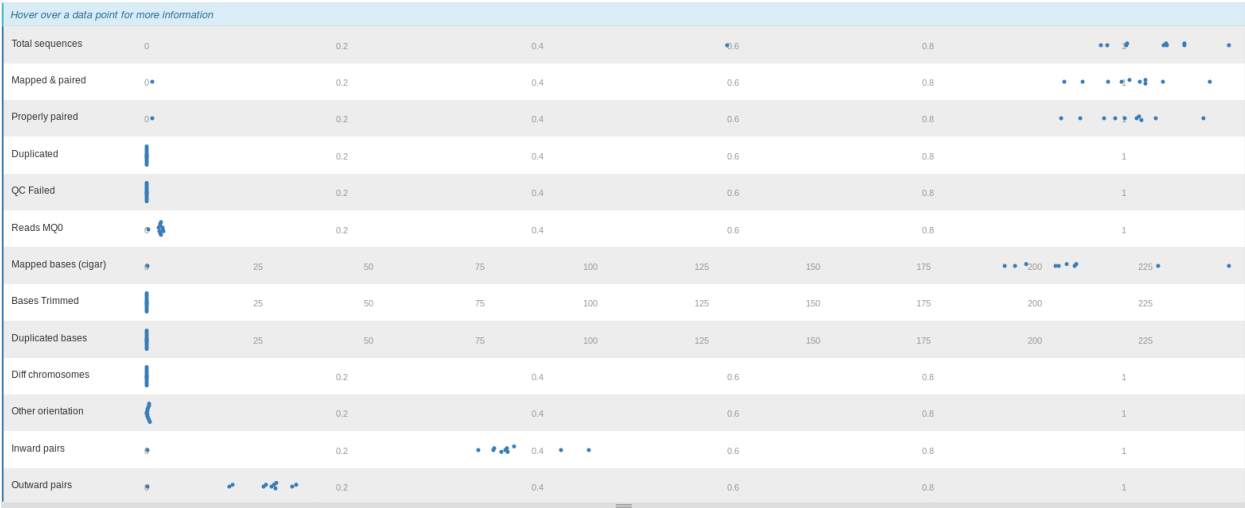 Hover over a data point for more information
Total sequences 0 0.2 0.4 0.6 0.8 1
Mapped & paired 0 0.2 0.4 0.6 0.8 1
Properly paired 0 0.2 0.4 0.6 0.8 1
Duplicated 0.2 0.4 0.6 0.8 1
QC Failed 0.2 0.4 0.6 0.8 1
Reads MQ0 0 0.2 0.4 0.6 0.8 1
Mapped bases (cigar) 0 25 50 75 100 125 150 175 200 225
Bases Trimmed 25 50 75 100 125 150 175 200 225
Duplicated bases 25 50 75 100 125 150 175 200 225
Diff chromosomes 0.2 0.4 0.6 0.8 1
Other orientation 0.2 0.4 0.6 0.8 1
Inward pairs 0 0.2 0.4 0.6 0.8 1
Outward pairs 0 0.2 0.4 0.6 0.8 1